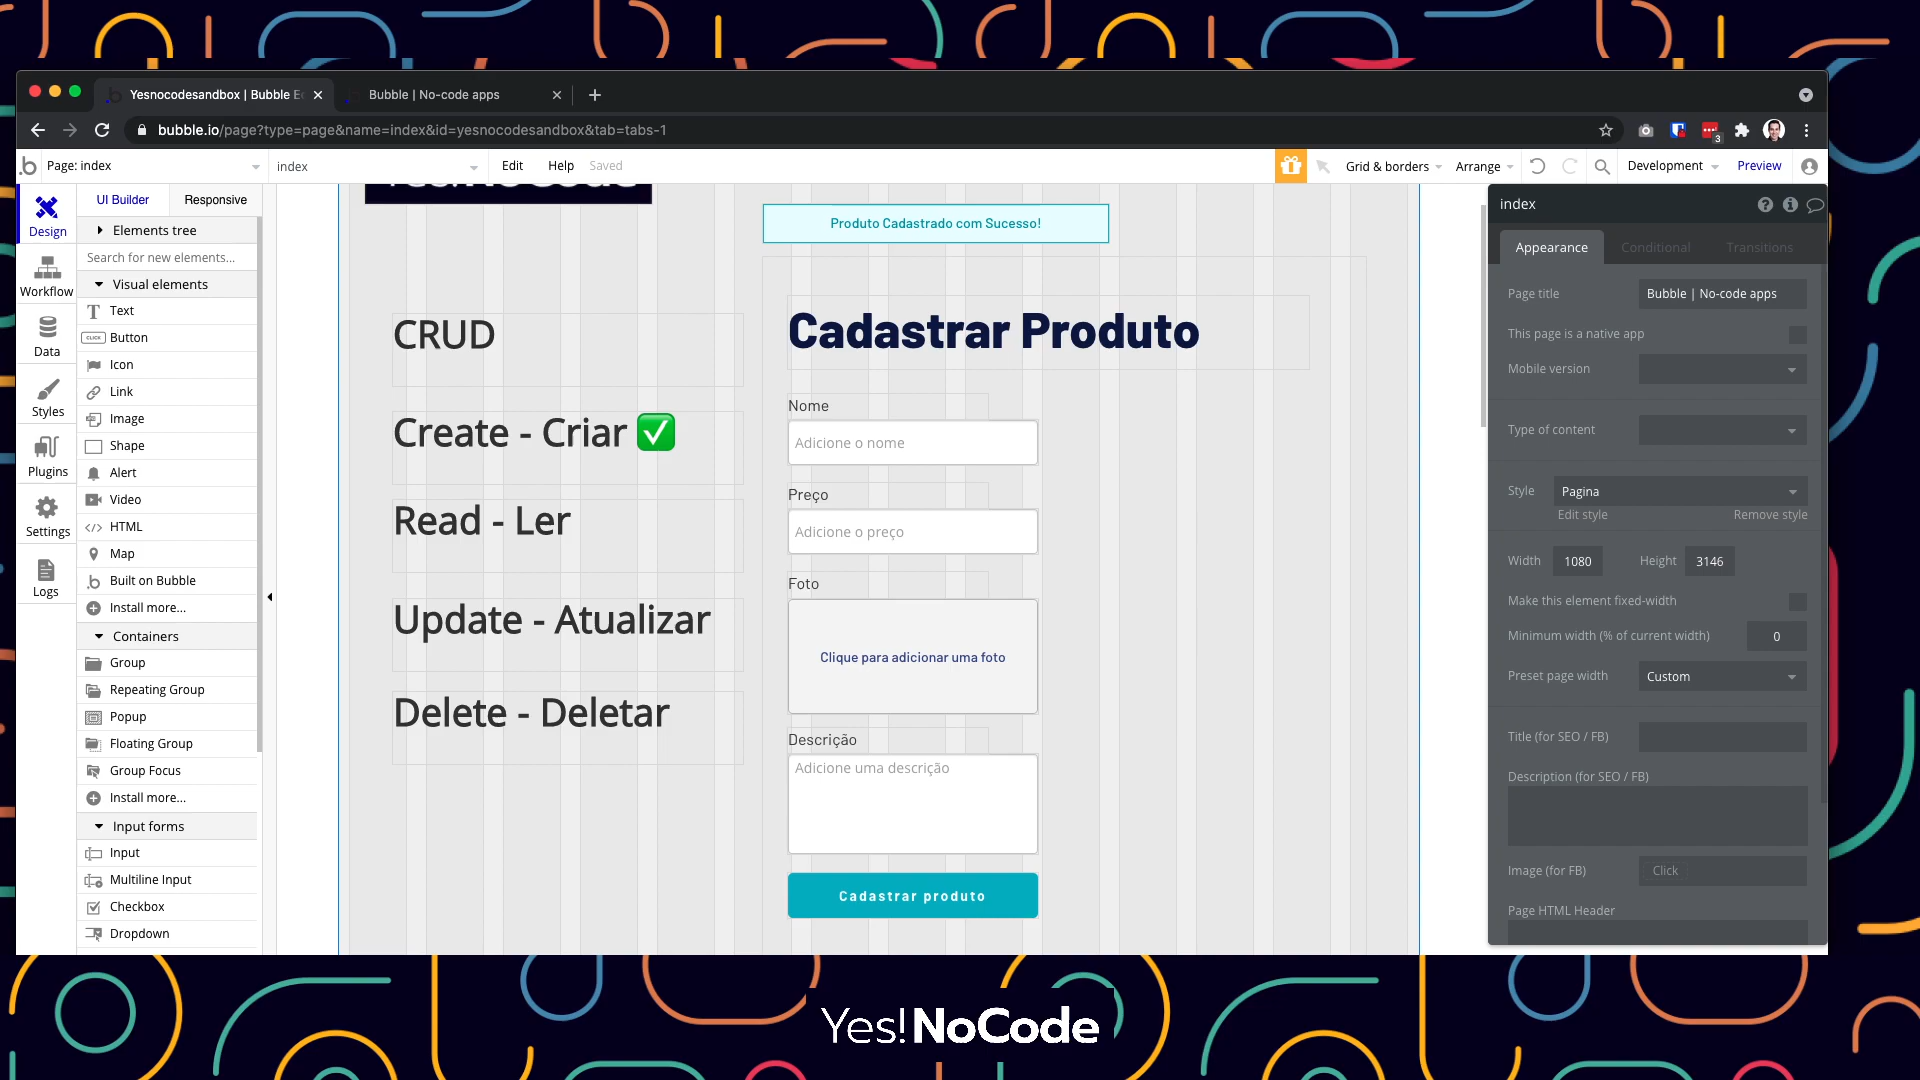 Yesnocodesandbox | Bubble E
Bubble | No-code apps
bubble.io/page?type=page&name=index&id=yesnocodesandbox&tab=tabs-1
3
Page: index
index
Edit
Help
Saved
Grid & borders
Arrange
Development
Preview
UI Builder
Responsive
Design
Workflow
Data
Styles
Plugins
Settings
Logs
Elements tree
Search for new elements...
Visual elements
Text
CLICK
Button
Icon
Link
Image
Shape
Alert
Video
HTML
Map
Built on Bubble
Install more...
Containers
Group
Repeating Group
Popup
Floating Group
Group Focus
Install more...
Input forms
Input
Multiline Input
Checkbox
Dropdown
Yes!NoCode
CRUD
Create - Criar ✅
Read - Ler
Update - Atualizar
Delete - Deletar
Produto Cadastrado com Sucesso!
Cadastrar Produto
Nome
Adicione o nome
Preço
Adicione o preço
Foto
Clique para adicionar uma foto
Descrição
Adicione uma descrição
Cadastrar produto
index
Appearance
Conditional
Transitions
Page title
Bubble | No-code apps
This page is a native app
Mobile version
Type of content
Style
Pagina
Edit style
Remove style
Width
1080
Height
3146
Make this element fixed-width
Minimum width (% of current width)
0
Preset page width
Custom
Title (for SEO / FB)
Description (for SEO / FB)
Image (for FB)
Click
Page HTML Header
Yes!NoCode